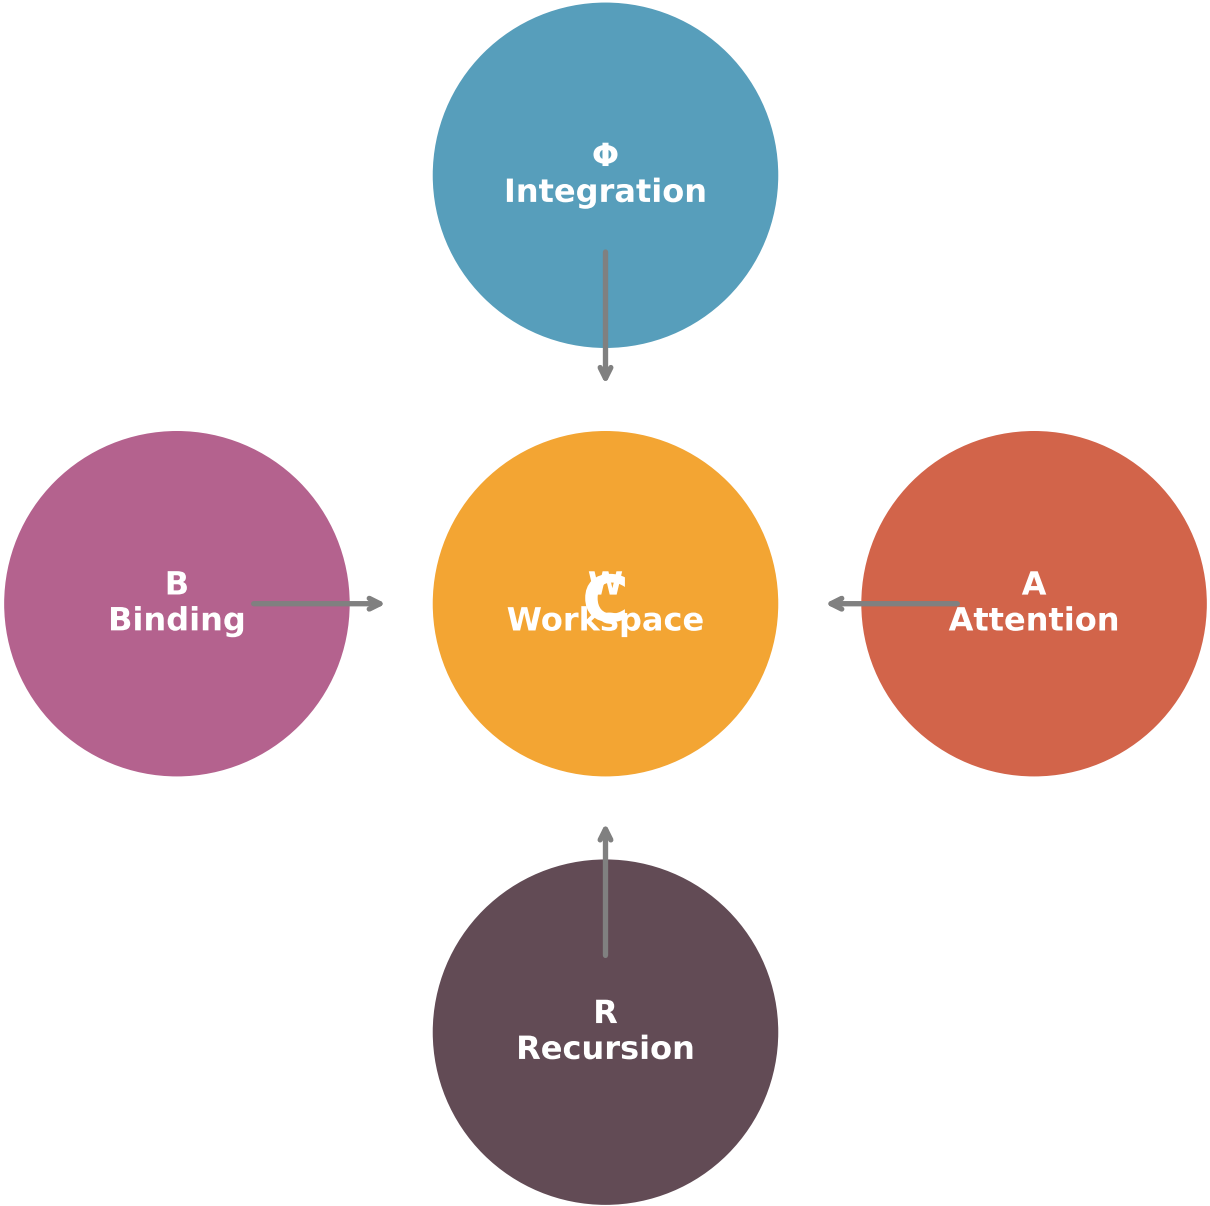 Φ
Integration
B
Binding
W
C
Workspace
A
Attention
R
Recursion